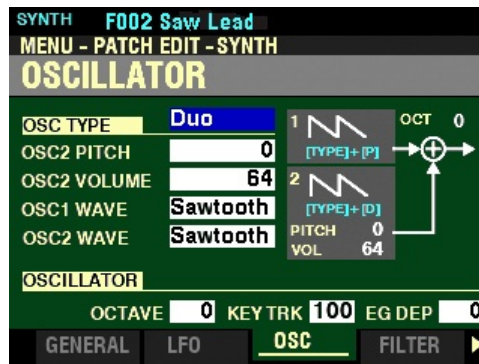 SYNTH F002 Saw Lead
MENU - PATCH EDIT - SYNTH
OSCILLATOR
OSC TYPE Duo
OSC2 PITCH 0
OSC2 VOLUME 64
OSC1 WAVE Sawtooth
OSC2 WAVE Sawtooth
1 OCT 0
[TYPE]+[P]
2
[TYPE]+[D]
PITCH 0
VOL 64
OSCILLATOR
OCTAVE 0 KEY TRK 100 EG DEP 0
GENERAL LFO OSC FILTER